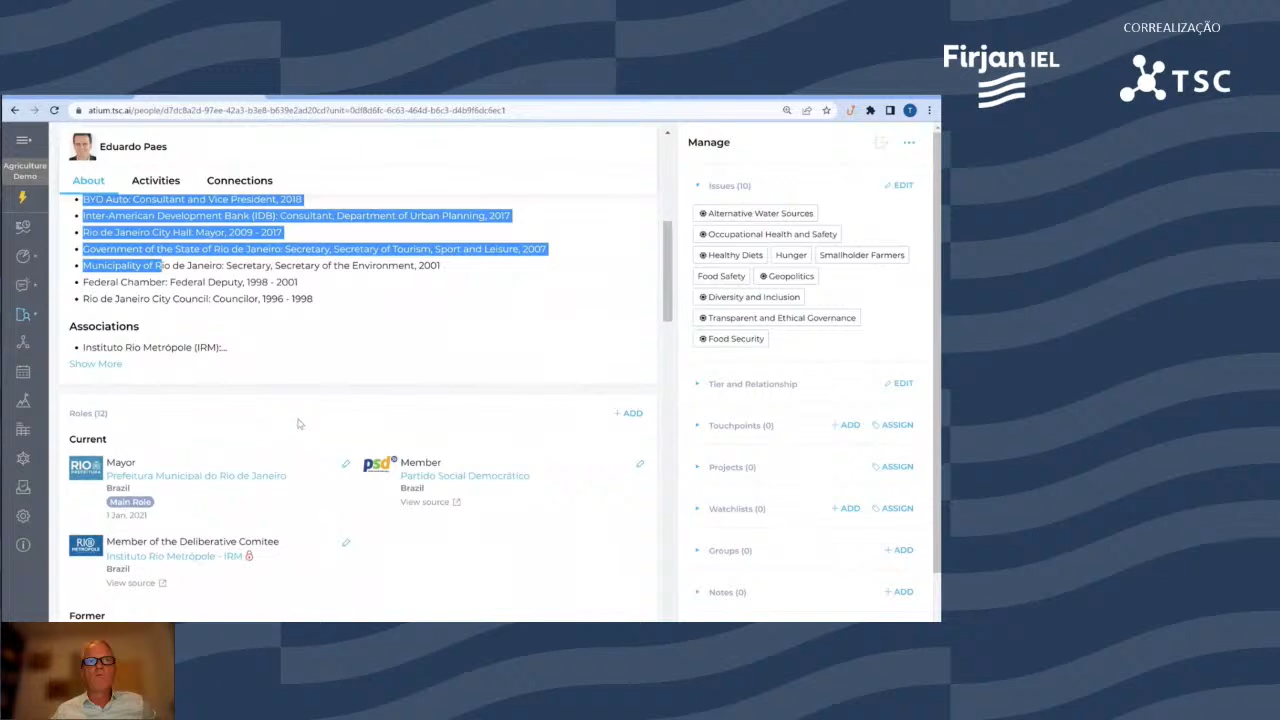 CORREALIZAÇÃO
Firjan IEL
TSC
atium.tsc.ai/people/d7dc8a2d-97ee-42a3-b3e8-b639e2ad20cd?unit=0df8d6fc-6c63-464d-b6c3-d4b9f6dc6ec1
T
Agriculture
Demo
Eduardo Paes
About Activities Connections
• BYD Auto: Consultant and Vice President, 2018
• Inter-American Development Bank (IDB): Consultant, Department of Urban Planning, 2017
• Rio de Janeiro City Hall: Mayor, 2009 - 2017
• Government of the State of Rio de Janeiro: Secretary, Secretary of Tourism, Sport and Leisure, 2007
• Municipality of Rio de Janeiro: Secretary, Secretary of the Environment, 2001
• Federal Chamber: Federal Deputy, 1998 - 2001
• Rio de Janeiro City Council: Councilor, 1996 - 1998
Associations
• Instituto Rio Metrópole (IRM):...
Show More
Roles (12) + ADD
Current
RIO
PREFEITURA
Mayor
Prefeitura Municipal do Rio de Janeiro
Brazil
Main Role
1 Jan, 2021
psd
Member
Partido Social Democrático
Brazil
View source
RIO
METRÓPOLE
Member of the Deliberative Comitee
Instituto Rio Metrópole - IRM
Brazil
View source
Former
Manage
Issues (10) EDIT
Alternative Water Sources
Occupational Health and Safety
Healthy Diets Hunger Smallholder Farmers
Food Safety Geopolitics
Diversity and Inclusion
Transparent and Ethical Governance
Food Security
Tier and Relationship EDIT
Touchpoints (0) + ADD ASSIGN
Projects (0) ASSIGN
Watchlists (0) + ADD ASSIGN
Groups (0) + ADD
Notes (0) + ADD